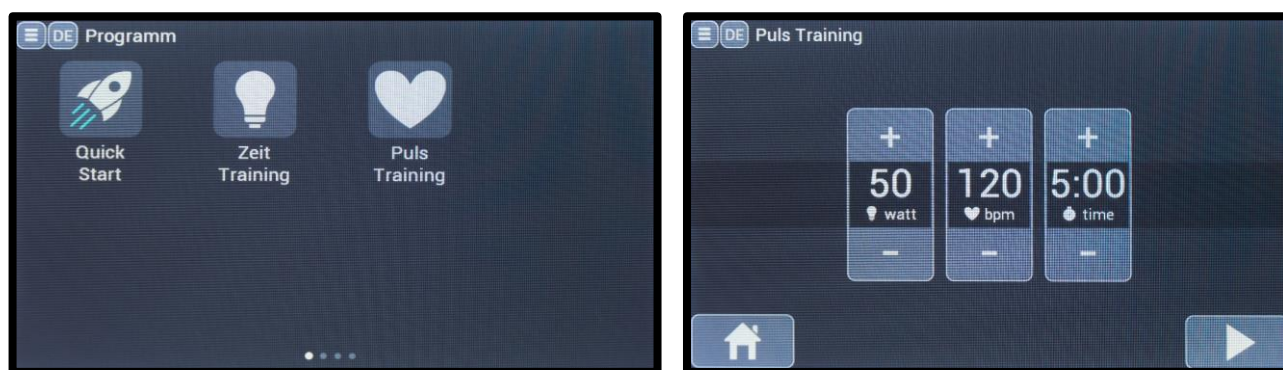 DE Programm
Quick Start
Zeit Training
Puls Training
DE Puls Training
+ + +
50 120 5:00
watt bpm time
- - -